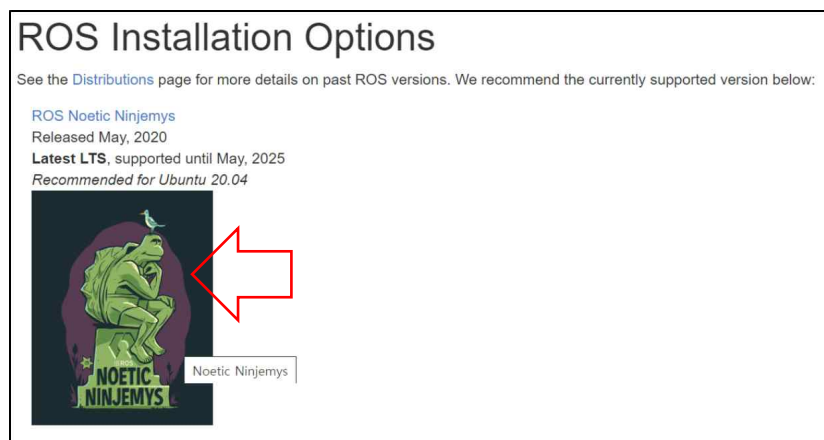 ROS Installation Options
See the Distributions page for more details on past ROS versions. We recommend the currently supported version below:
ROS Noetic Ninjemys
Released May, 2020
Latest LTS, supported until May, 2025
Recommended for Ubuntu 20.04
ROS
NOETIC
NINJEMYS
Noetic Ninjemys